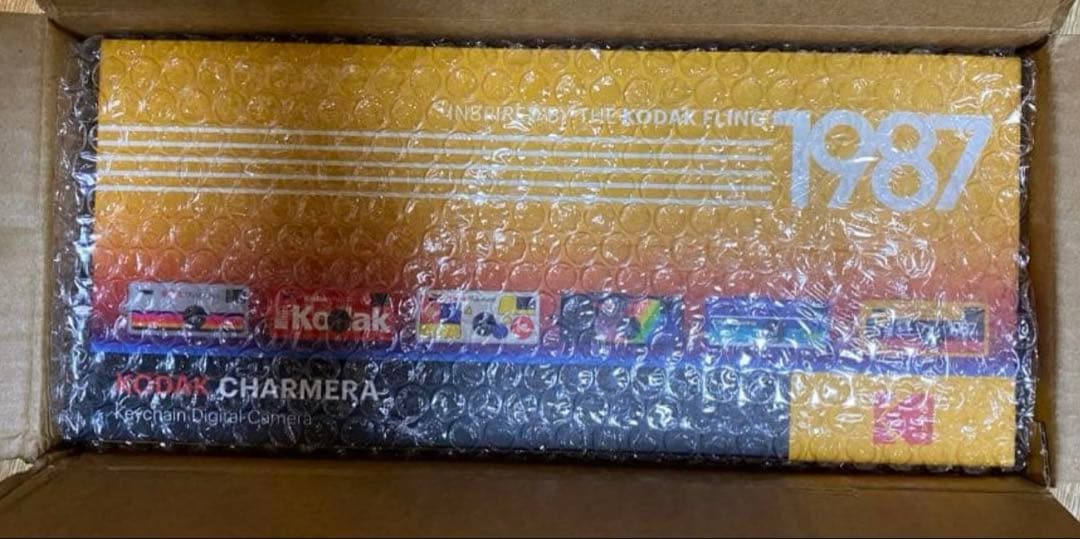 INSPIRED BY THE KODAK FLING
1987
Kodak
KODAK CHARMERA
Keychain Digital Camera